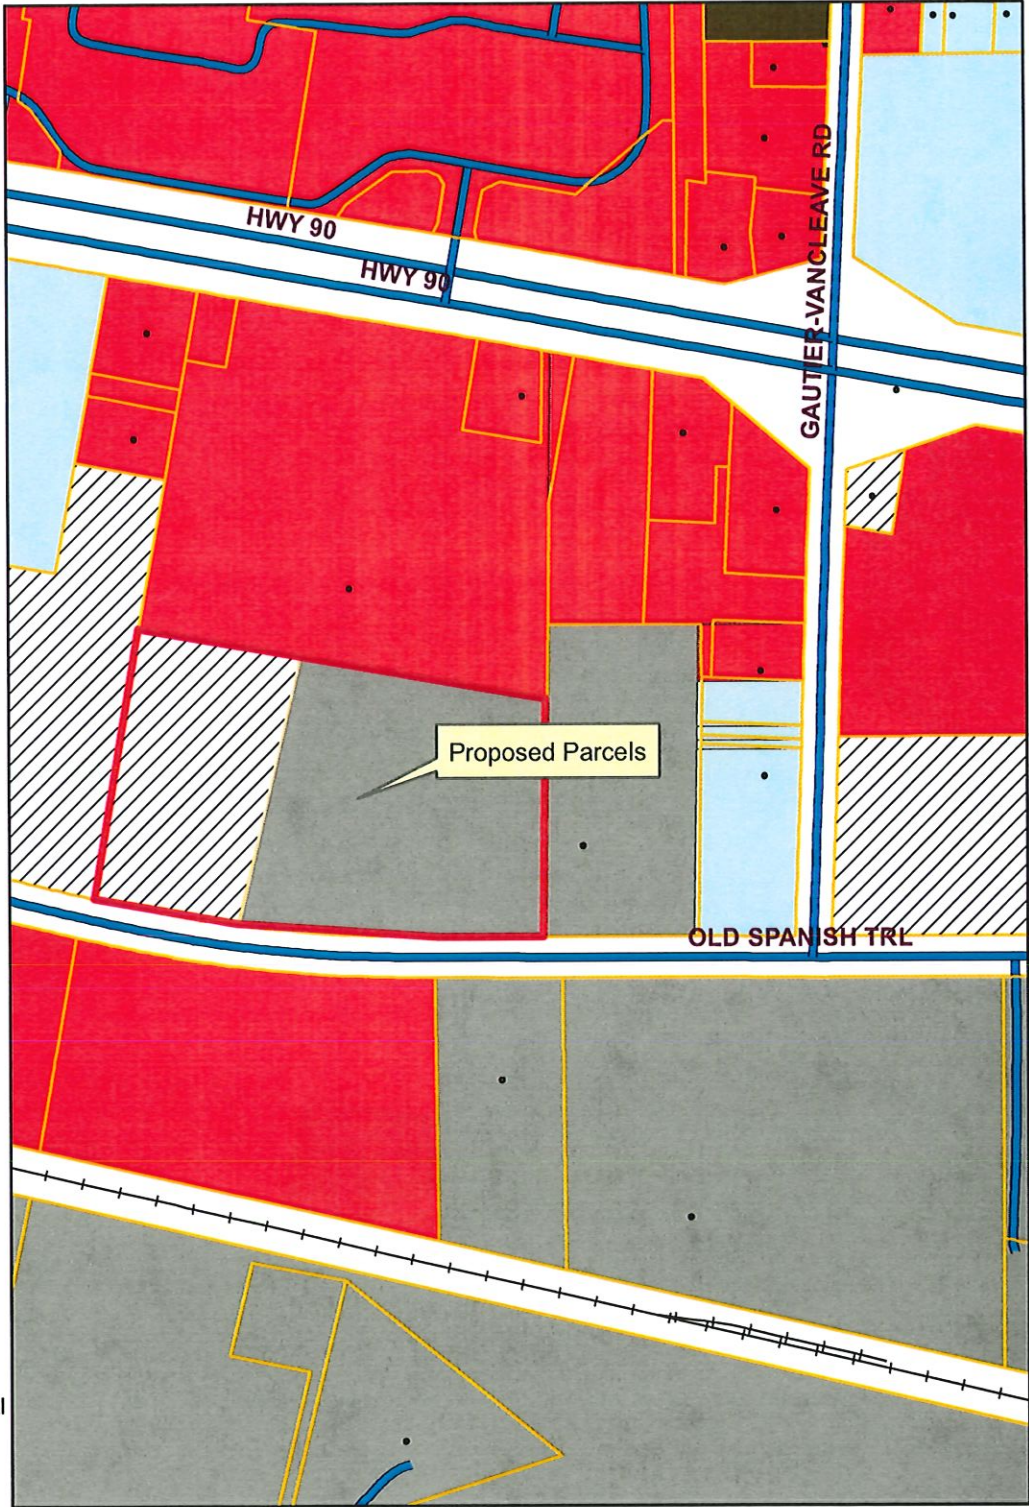 HWY 90
HWY 90
GAUTIER-VANCLEAVE RD
Proposed Parcels
OLD SPANISH TRL